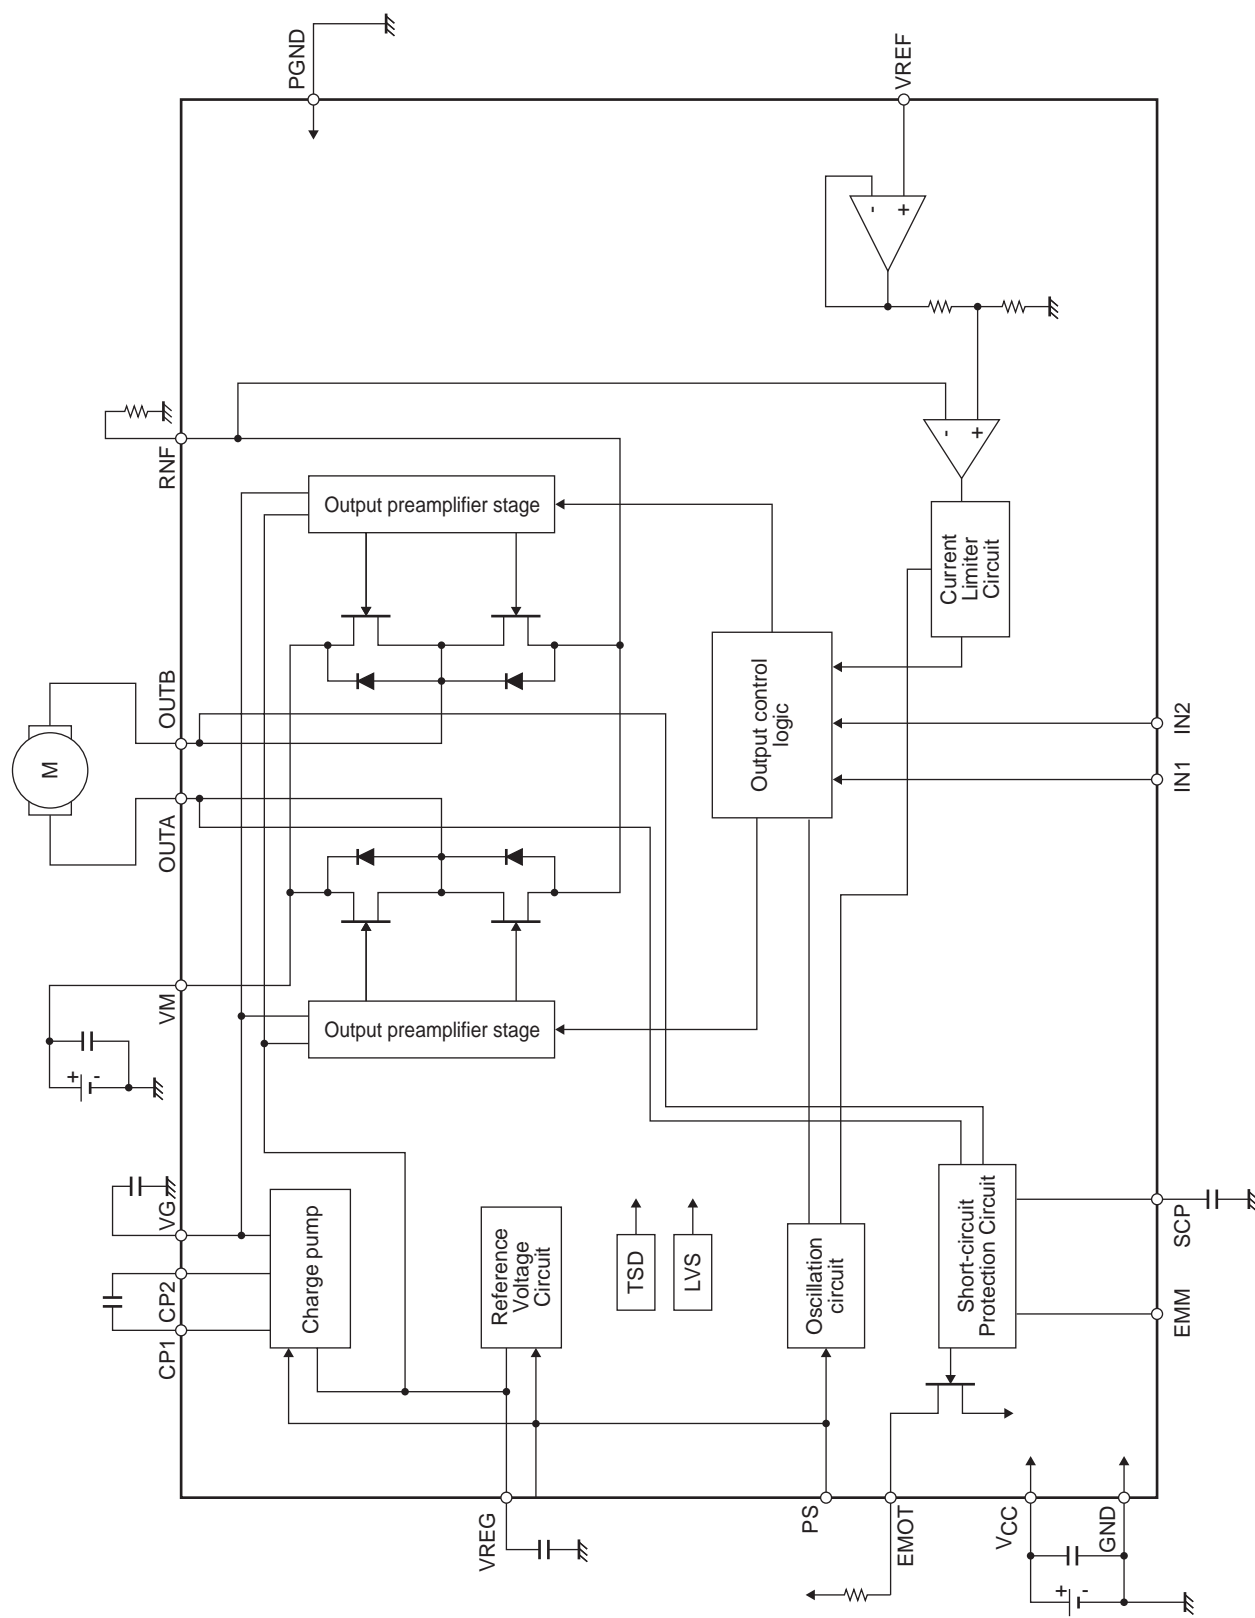 PGND
VREF
-
+
RNF
-
+
Output preamplifier stage
Current
Limiter
Circuit
OUTB
M
OUTA
Output control
logic
IN2
IN1
VM
+
-
Output preamplifier stage
VG
CP2
CP1
Charge pump
Reference
Voltage
Circuit
TSD
LVS
Oscillation
circuit
Short-circuit
Protection Circuit
SCP
EMM
VREG
PS
EMOT
VCC
GND
+
-